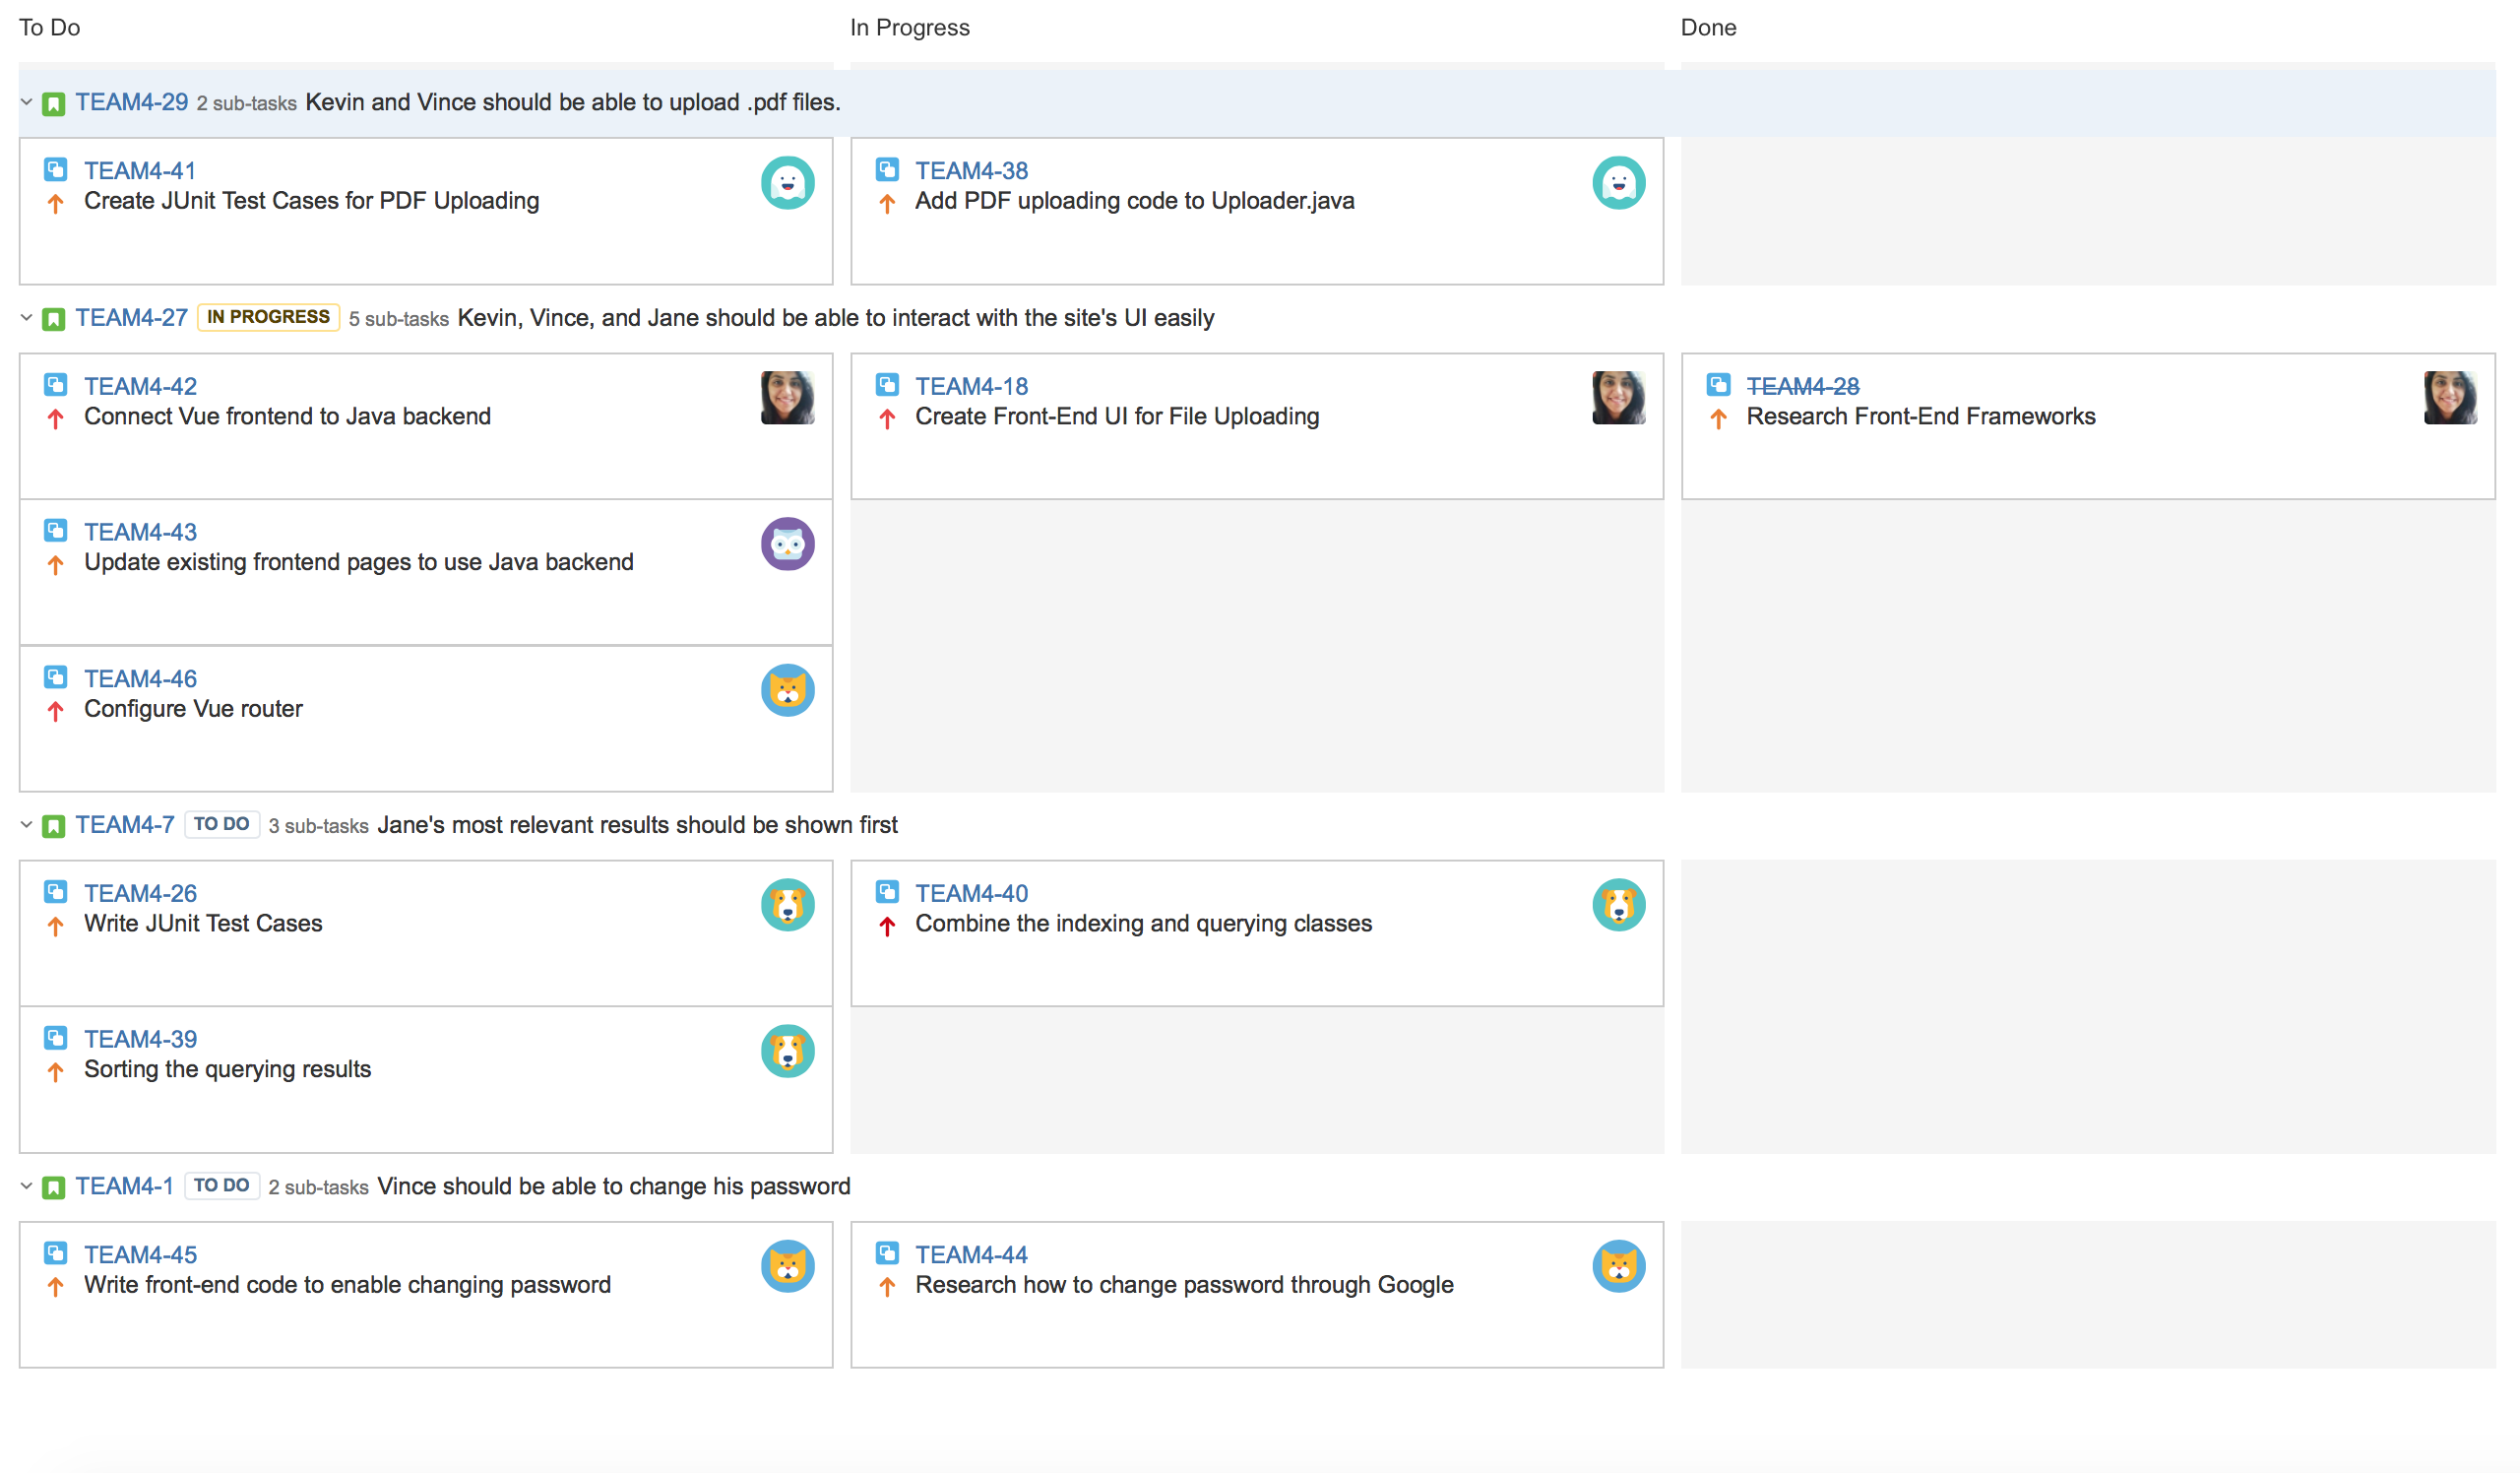 To Do In Progress Done
TEAM4-29 2 sub-tasks Kevin and Vince should be able to upload .pdf files.
TEAM4-41
Create JUnit Test Cases for PDF Uploading
TEAM4-38
Add PDF uploading code to Uploader.java
TEAM4-27 IN PROGRESS 5 sub-tasks Kevin, Vince, and Jane should be able to interact with the site's UI easily
TEAM4-42
Connect Vue frontend to Java backend
TEAM4-18
Create Front-End UI for File Uploading
TEAM4-28
Research Front-End Frameworks
TEAM4-43
Update existing frontend pages to use Java backend
TEAM4-46
Configure Vue router
TEAM4-7 TO DO 3 sub-tasks Jane's most relevant results should be shown first
TEAM4-26
Write JUnit Test Cases
TEAM4-40
Combine the indexing and querying classes
TEAM4-39
Sorting the querying results
TEAM4-1 TO DO 2 sub-tasks Vince should be able to change his password
TEAM4-45
Write front-end code to enable changing password
TEAM4-44
Research how to change password through Google